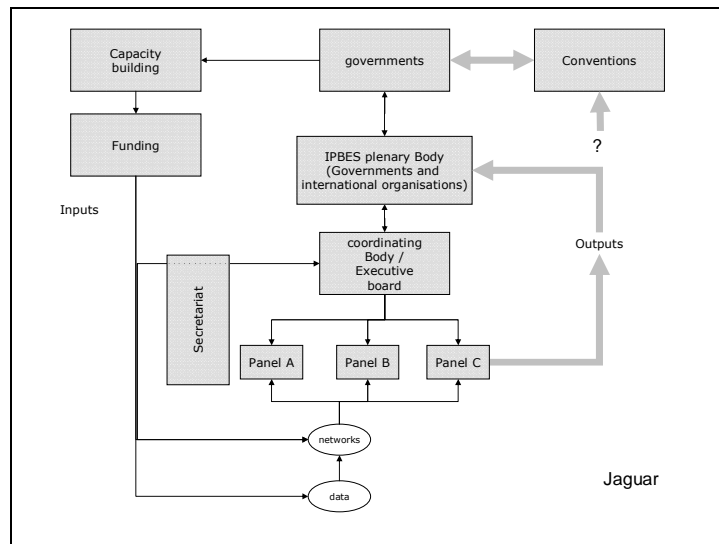 Capacity
building
governments
Conventions
Funding
IPBES plenary Body
(Governments and
international organisations)
?
Inputs
Outputs
coordinating
Body /
Executive
board
Secretariat
Panel A
Panel B
Panel C
networks
data
Jaguar